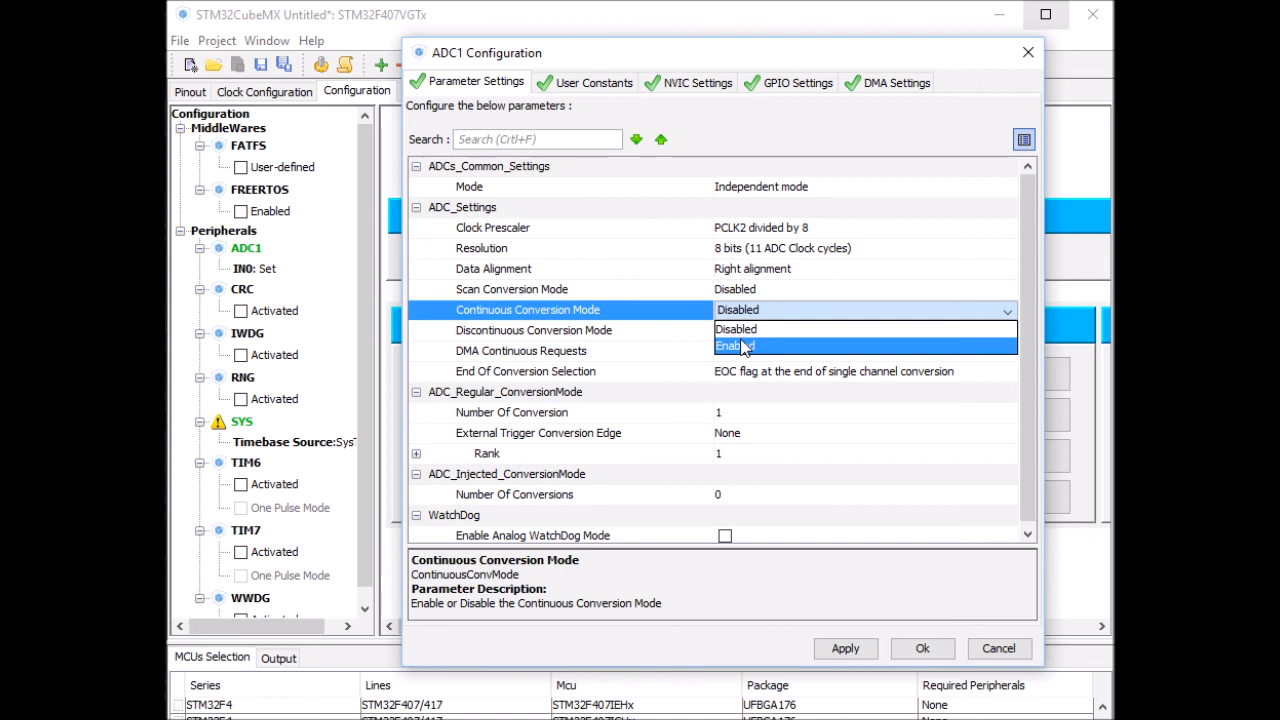 STM32CubeMX Untitled*: STM32F407VGTx
File Project Window Help
Pinout Clock Configuration Configuration
Configuration
MiddleWares
FATFS
User-defined
FREERTOS
Enabled
Peripherals
ADC1
IN0: Set
CRC
Activated
IWDG
Activated
RNG
Activated
SYS
Timebase Source:Sys
TIM6
Activated
One Pulse Mode
TIM7
Activated
One Pulse Mode
WWDG
ADC1 Configuration
Parameter Settings User Constants NVIC Settings GPIO Settings DMA Settings
Configure the below parameters :
Search : Search (Crtl+F)
ADCs_Common_Settings
Mode Independent mode
ADC_Settings
Clock Prescaler PCLK2 divided by 8
Resolution 8 bits (11 ADC Clock cycles)
Data Alignment Right alignment
Scan Conversion Mode Disabled
Continuous Conversion Mode Disabled
Discontinuous Conversion Mode Disabled
DMA Continuous Requests Enabled
End Of Conversion Selection EOC flag at the end of single channel conversion
ADC_Regular_ConversionMode
Number Of Conversion 1
External Trigger Conversion Edge None
Rank 1
ADC_Injected_ConversionMode
Number Of Conversions 0
WatchDog
Enable Analog WatchDog Mode
Continuous Conversion Mode
ContinuousConvMode
Parameter Description:
Enable or Disable the Continuous Conversion Mode
Apply Ok Cancel
MCUs Selection Output
Series Lines Mcu Package Required Peripherals
STM32F4 STM32F407/417 STM32F407IEHx UFBGA176